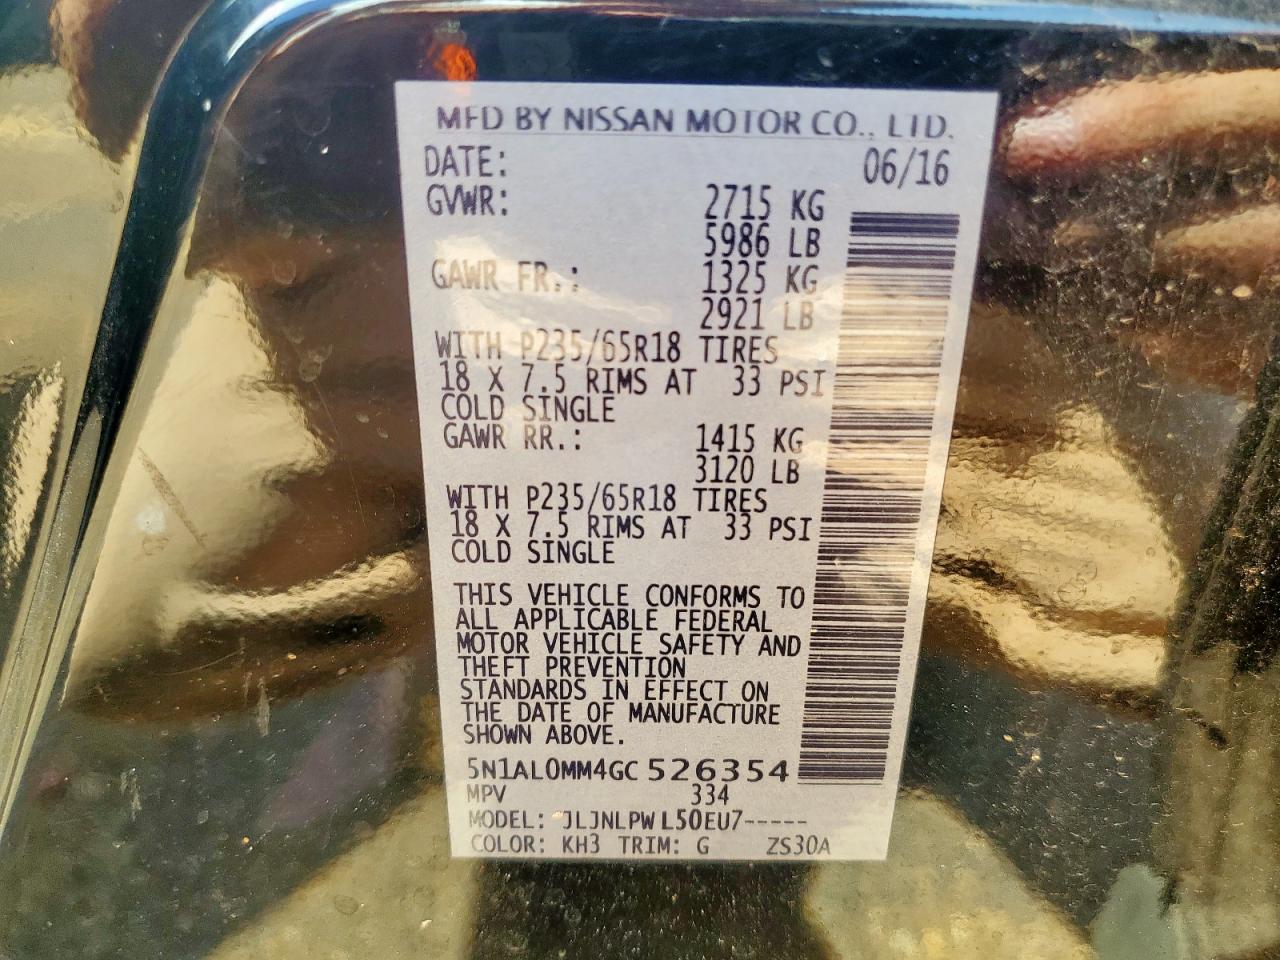 MFD BY NISSAN MOTOR CO., LTD.
DATE: 06/16
GVWR: 2715 KG
5986 LB
GAWR FR.: 1325 KG
2921 LB
WITH P235/65R18 TIRES
18 X 7.5 RIMS AT 33 PSI
COLD SINGLE
GAWR RR.: 1415 KG
3120 LB
WITH P235/65R18 TIRES
18 X 7.5 RIMS AT 33 PSI
COLD SINGLE
THIS VEHICLE CONFORMS TO
ALL APPLICABLE FEDERAL
MOTOR VEHICLE SAFETY AND
THEFT PREVENTION
STANDARDS IN EFFECT ON
THE DATE OF MANUFACTURE
SHOWN ABOVE.
5N1AL0MM4GC 526354
MPV 334
MODEL: JLJNLPW L50EU7-----
COLOR: KH3 TRIM: G ZS30A